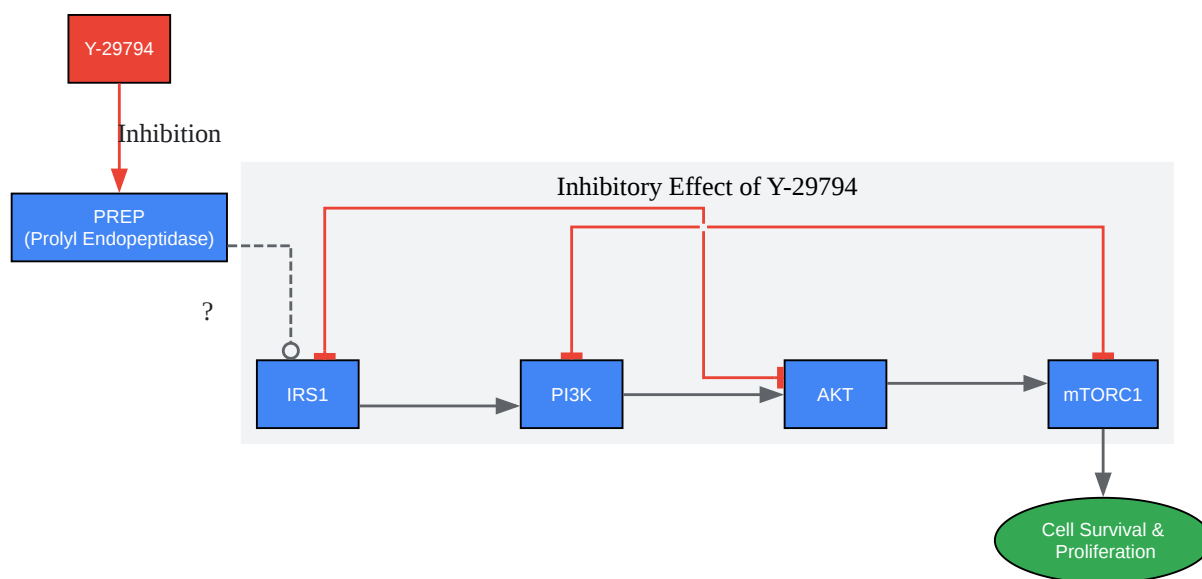 Y-29794
Inhibition
PREP
(Prolyl Endopeptidase)
Inhibitory Effect of Y-29794
?
IRS1
PI3K
AKT
mTORC1
Cell Survival &
Proliferation